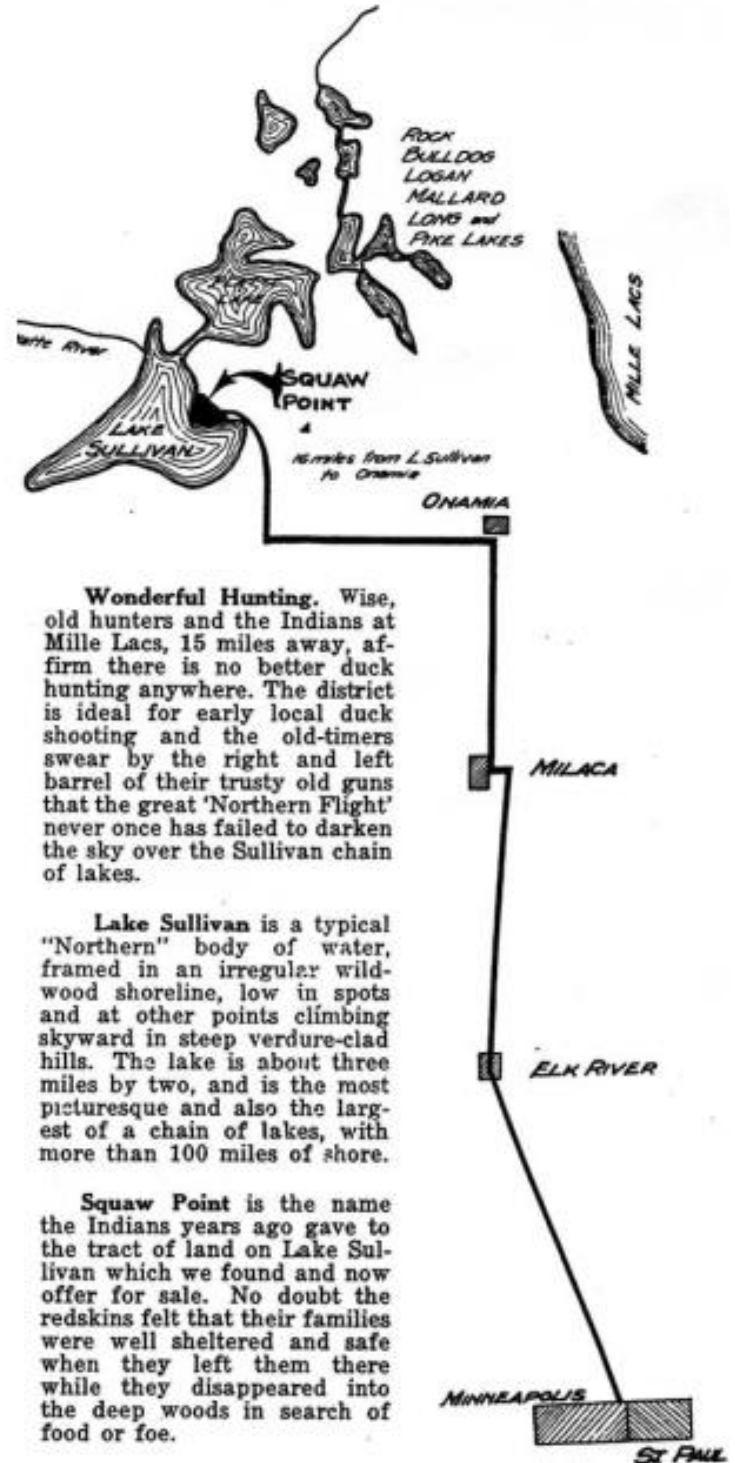 ROCK
BULLDOG
LOGAN
MALLARD
LONG and
PIKE LAKES
MILLE LACS
atte River
SQUAW
POINT
LAKE
SULLIVAN
16 miles from L. Sullivan
to Onamia
ONAMIA
Wonderful Hunting. Wise,
old hunters and the Indians at
Mille Lacs, 15 miles away, af-
firm there is no better duck
hunting anywhere. The district
is ideal for early local duck
shooting and the old-timers
swear by the right and left
barrel of their trusty old guns
that the great 'Northern Flight'
never once has failed to darken
the sky over the Sullivan chain
of lakes.
MILACA
Lake Sullivan is a typical
"Northern" body of water,
framed in an irregular wild-
wood shoreline, low in spots
and at other points climbing
skyward in steep verdure-clad
hills. The lake is about three
miles by two, and is the most
picturesque and also the larg-
est of a chain of lakes, with
more than 100 miles of shore.
ELK RIVER
Squaw Point is the name
the Indians years ago gave to
the tract of land on Lake Sul-
livan which we found and now
offer for sale. No doubt the
redskins felt that their families
were well sheltered and safe
when they left them there
while they disappeared into
the deep woods in search of
food or foe.
MINNEAPOLIS
ST PAUL